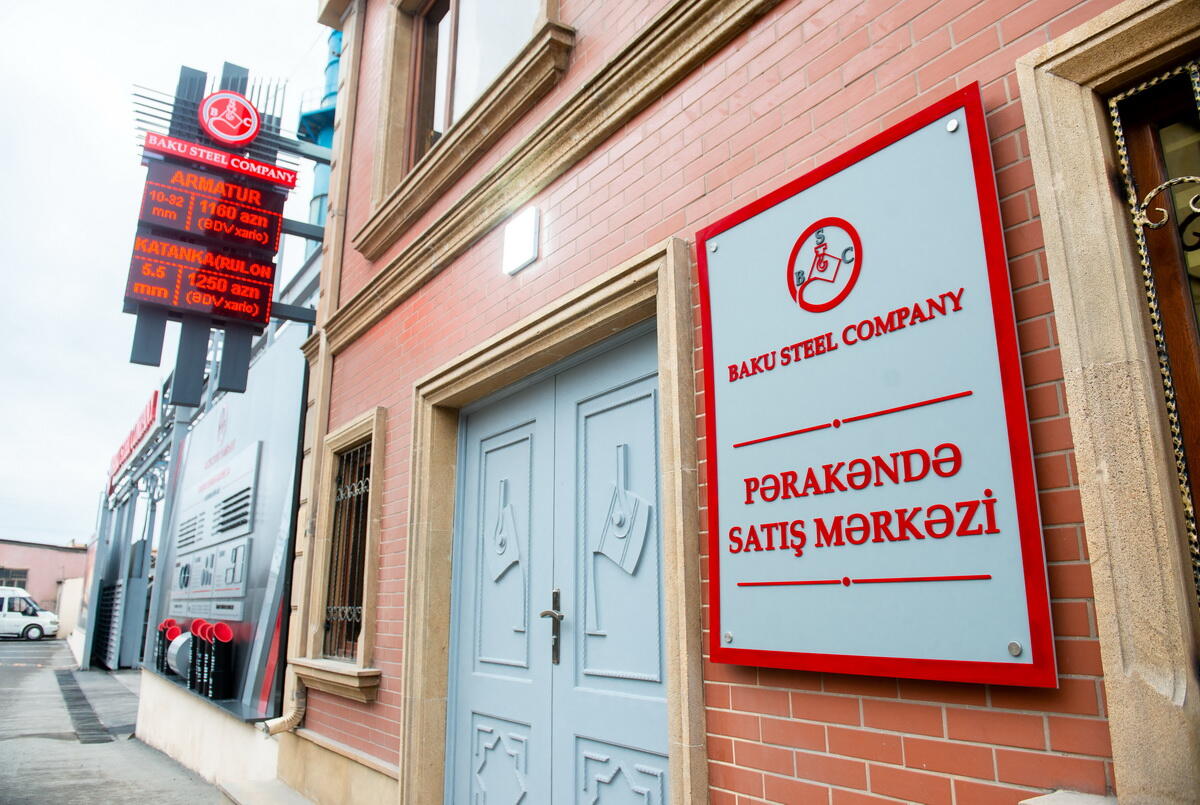 B S C
BAKU STEEL COMPANY
ARMATUR
10-32 mm
1160 azn
(ƏDV xaric)
KATANKA(RULON
5.5 mm
1250 azn
(ƏDV xaric)
B S C
BAKU STEEL COMPANY
PƏRAKƏNDƏ
SATIŞ MƏRKƏZİ